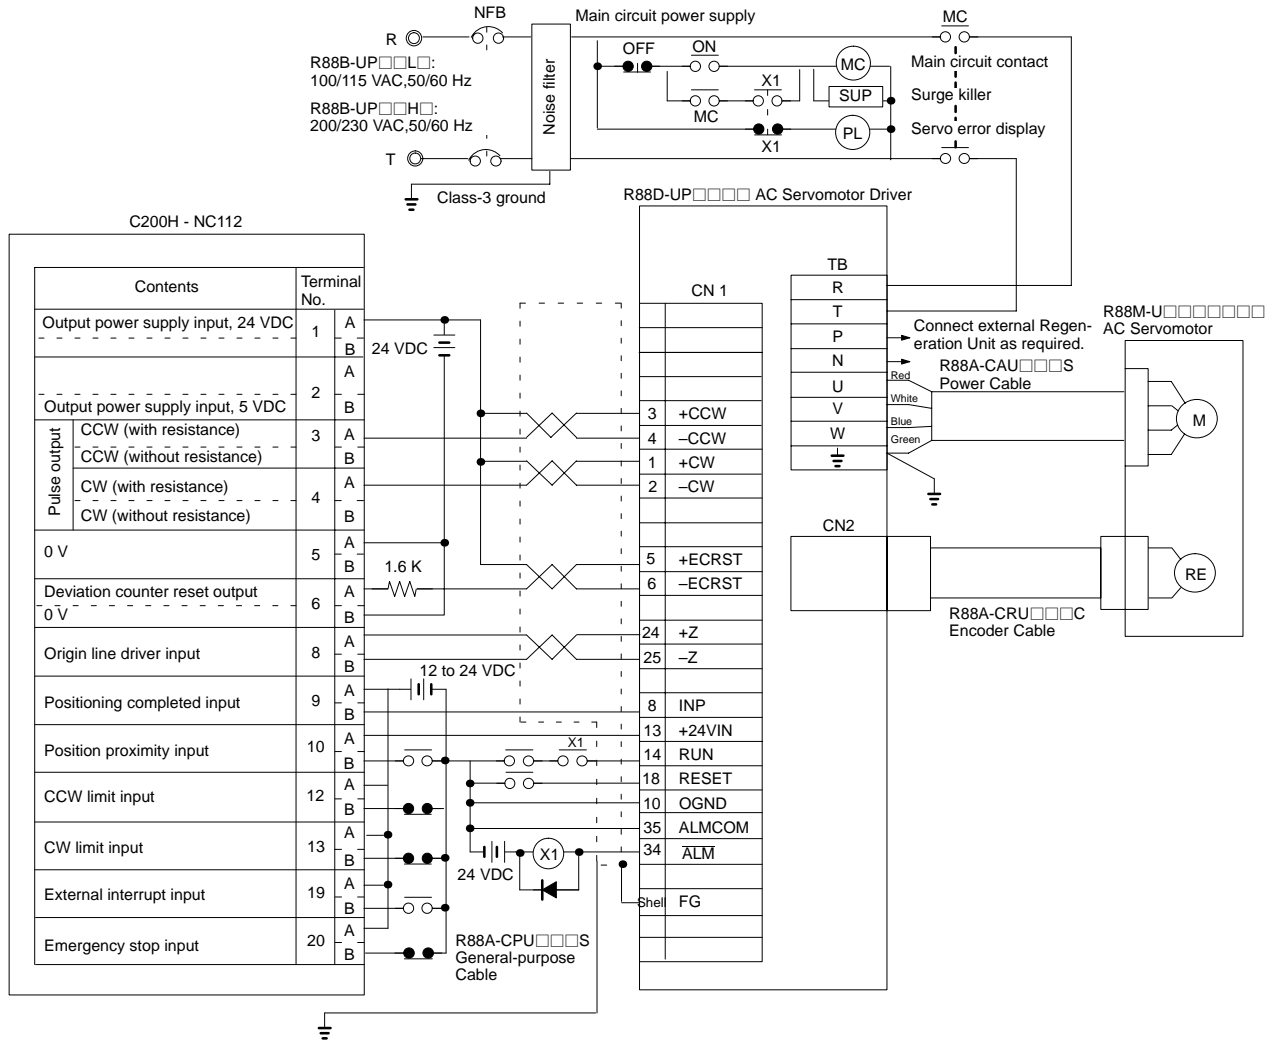 NFB
Main circuit power supply
MC
R
OFF
ON
MC
Main circuit contact
R88B-UP□□L□:
100/115 VAC,50/60 Hz
X1
SUP
Surge killer
MC
R88B-UP□□H□:
200/230 VAC,50/60 Hz
Noise filter
PL
Servo error display
X1
T
Class-3 ground
R88D-UP□□□□ AC Servomotor Driver
C200H - NC112
TB
Contents
Terminal
No.
CN 1
R
T
P
N
U
V
W
Connect external Regen-
eration Unit as required.
R88M-U□□□□□□□
AC Servomotor
R88A-CAU□□□S
Power Cable
Red
White
Blue
Green
M
Output power supply input, 24 VDC
1
A
B
24 VDC
2
A
Output power supply input, 5 VDC
B
Pulse output
CCW (with resistance)
3
A
CCW (without resistance)
B
CW (with resistance)
4
A
CW (without resistance)
B
0 V
5
A
B
1.6 K
Deviation counter reset output
6
A
0 V
B
Origin line driver input
8
A
B
12 to 24 VDC
Positioning completed input
9
A
B
Position proximity input
10
A
B
X1
CCW limit input
12
A
B
CW limit input
13
A
B
External interrupt input
19
A
B
Emergency stop input
20
A
B
3 +CCW
4 –CCW
1 +CW
2 –CW
5 +ECRST
6 –ECRST
24 +Z
25 –Z
8 INP
13 +24VIN
14 RUN
18 RESET
10 OGND
35 ALMCOM
34 ALM
Shell FG
X1
24 VDC
CN2
RE
R88A-CRU□□□C
Encoder Cable
R88A-CPU□□□S
General-purpose
Cable